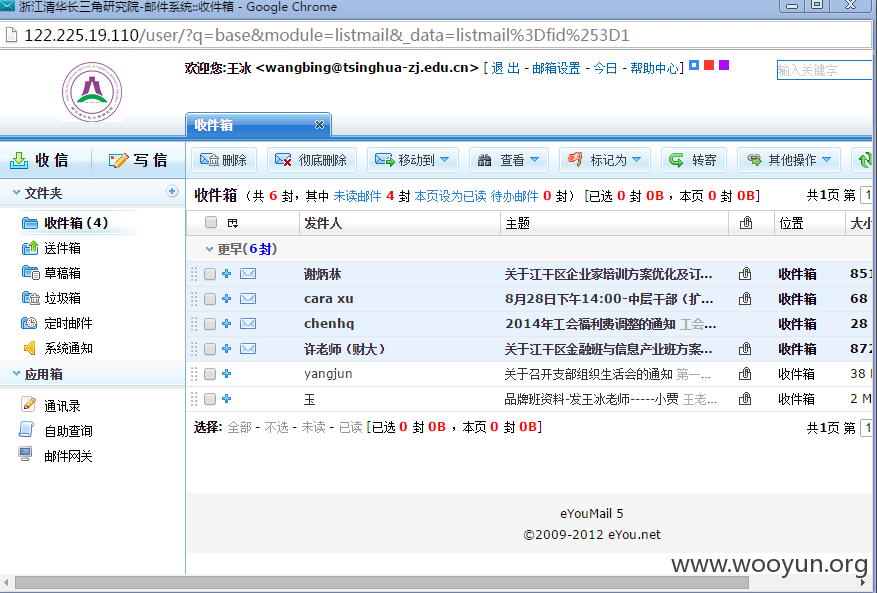 浙江清华长三角研究院-邮件系统::收件箱 - Google Chrome
122.225.19.110/user/?q=base&module=listmail&_data=listmail%3Dfid%253D1
欢迎您:王冰 <wangbing@tsinghua-zj.edu.cn> [ 退 出 - 邮箱设置 - 今日 - 帮助中心]
输入关键字
收件箱
收 信 写 信
删除 彻底删除 移动到 查看 标记为 转寄 其他操作
文件夹
收件箱 (共 6 封，其中 未读邮件 4 封 本页设为已读 待办邮件 0 封) [已选 0 封 0B ，本页 0 封 0B] 共1页 第 1
收件箱 (4)
发件人 主题 位置 大小
送件箱
更早(6封)
草稿箱
谢炳林 关于江干区企业家培训方案优化及订... 收件箱 851
垃圾箱
cara xu 8月28日下午14:00-中层干部（扩... 收件箱 68
定时邮件
chenhq 2014年工会福利费调整的通知 工会... 收件箱 28
系统通知
许老师（财大） 关于江干区金融班与信息产业班方案... 收件箱 872
应用箱
yangjun 关于召开支部组织生活会的通知 第一... 收件箱 38
玉 品牌班资料-发王冰老师-----小贾 王老... 收件箱 2 M
通讯录
选择: 全部 - 不选 - 未读 - 已读 [已选 0 封 0B ，本页 0 封 0B] 共1页 第 1
自助查询
邮件网关
eYouMail 5
©2009-2012 eYou.net
www.wooyun.org